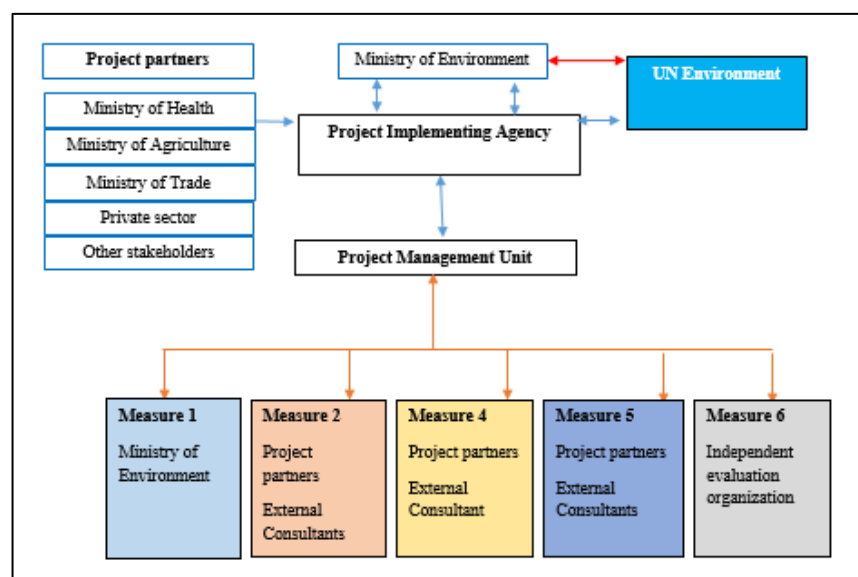 Project partners
Ministry of Environment
UN Environment
Ministry of Health
Ministry of Agriculture
Ministry of Trade
Private sector
Other stakeholders
Project Implementing Agency
Project Management Unit
Measure 1
Ministry of
Environment
Measure 2
Project
partners
External
Consultants
Measure 4
Project partners
External
Consultant
Measure 5
Project partners
External
Consultants
Measure 6
Independent
evaluation
organization